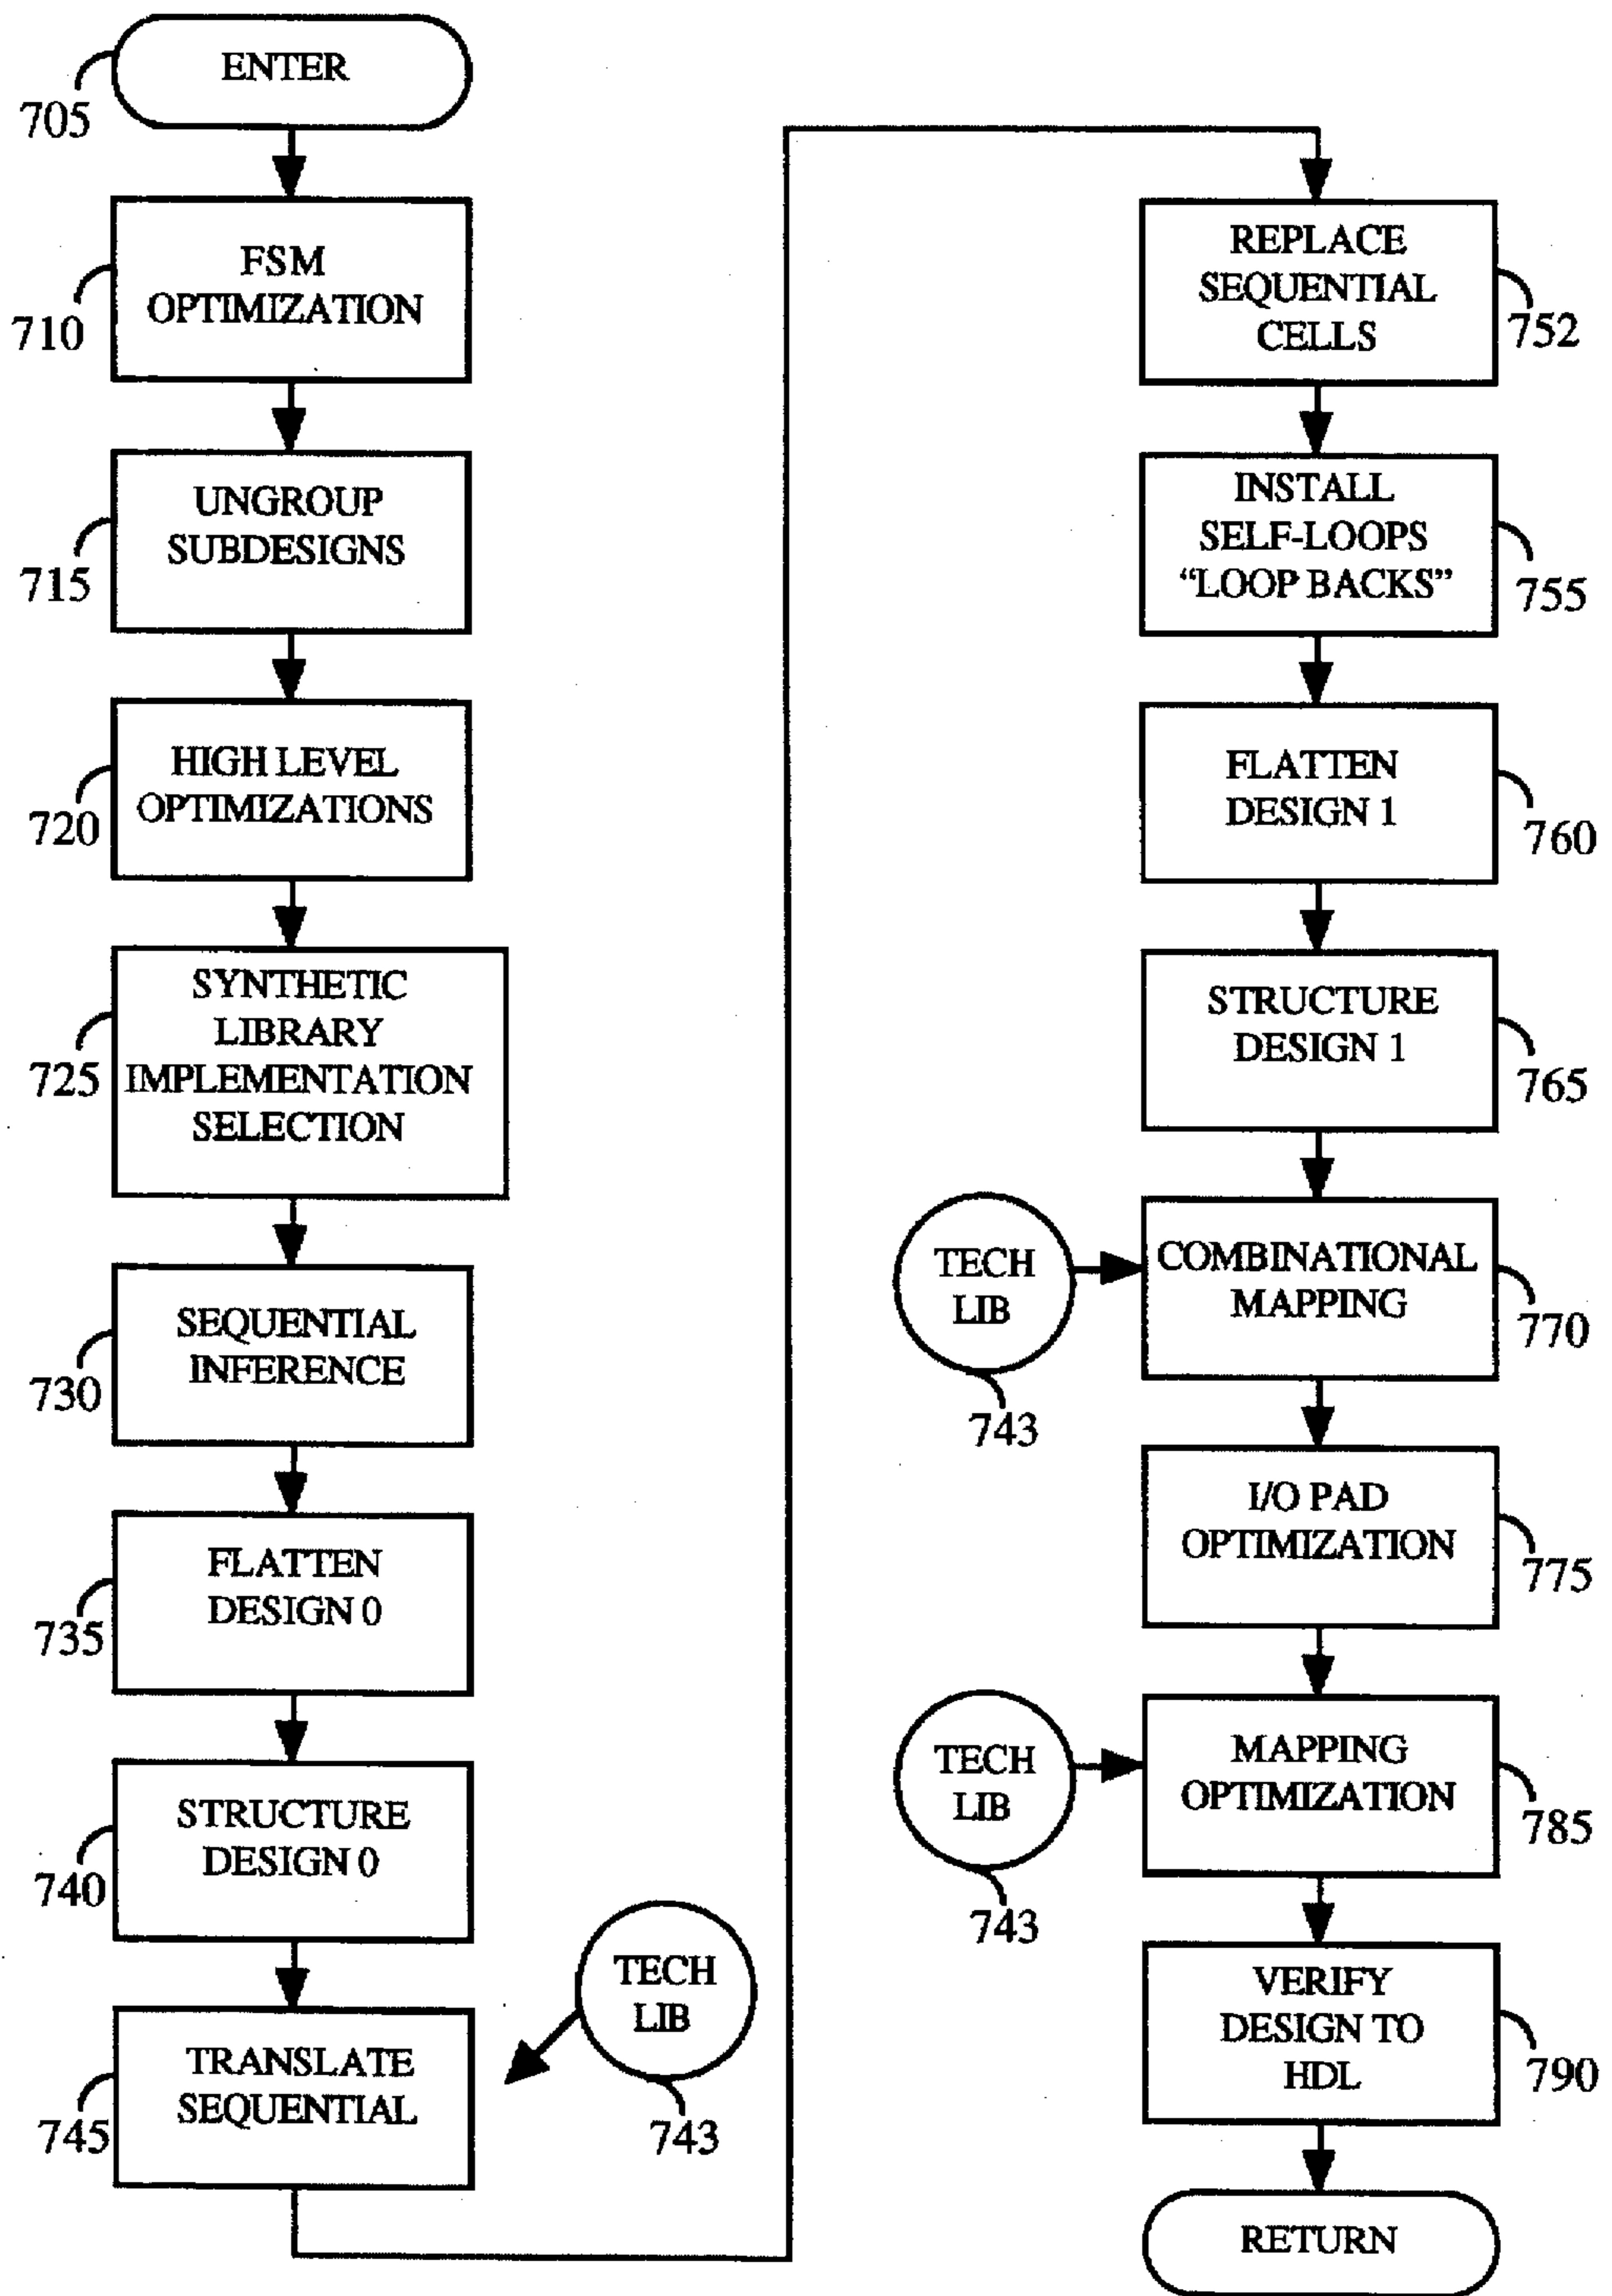 ENTER
705
FSM
OPTIMIZATION
710
UNGROUP
SUBDESIGNS
715
HIGH LEVEL
OPTIMIZATIONS
720
SYNTHETIC
LIBRARY
IMPLEMENTATION
SELECTION
725
SEQUENTIAL
INFERENCE
730
FLATTEN
DESIGN 0
735
STRUCTURE
DESIGN 0
740
TECH
LIB
743
TRANSLATE
SEQUENTIAL
745
REPLACE
SEQUENTIAL
CELLS
752
INSTALL
SELF-LOOPS
“LOOP BACKS”
755
FLATTEN
DESIGN 1
760
STRUCTURE
DESIGN 1
765
TECH
LIB
743
COMBINATIONAL
MAPPING
770
I/O PAD
OPTIMIZATION
775
TECH
LIB
743
MAPPING
OPTIMIZATION
785
VERIFY
DESIGN TO
HDL
790
RETURN